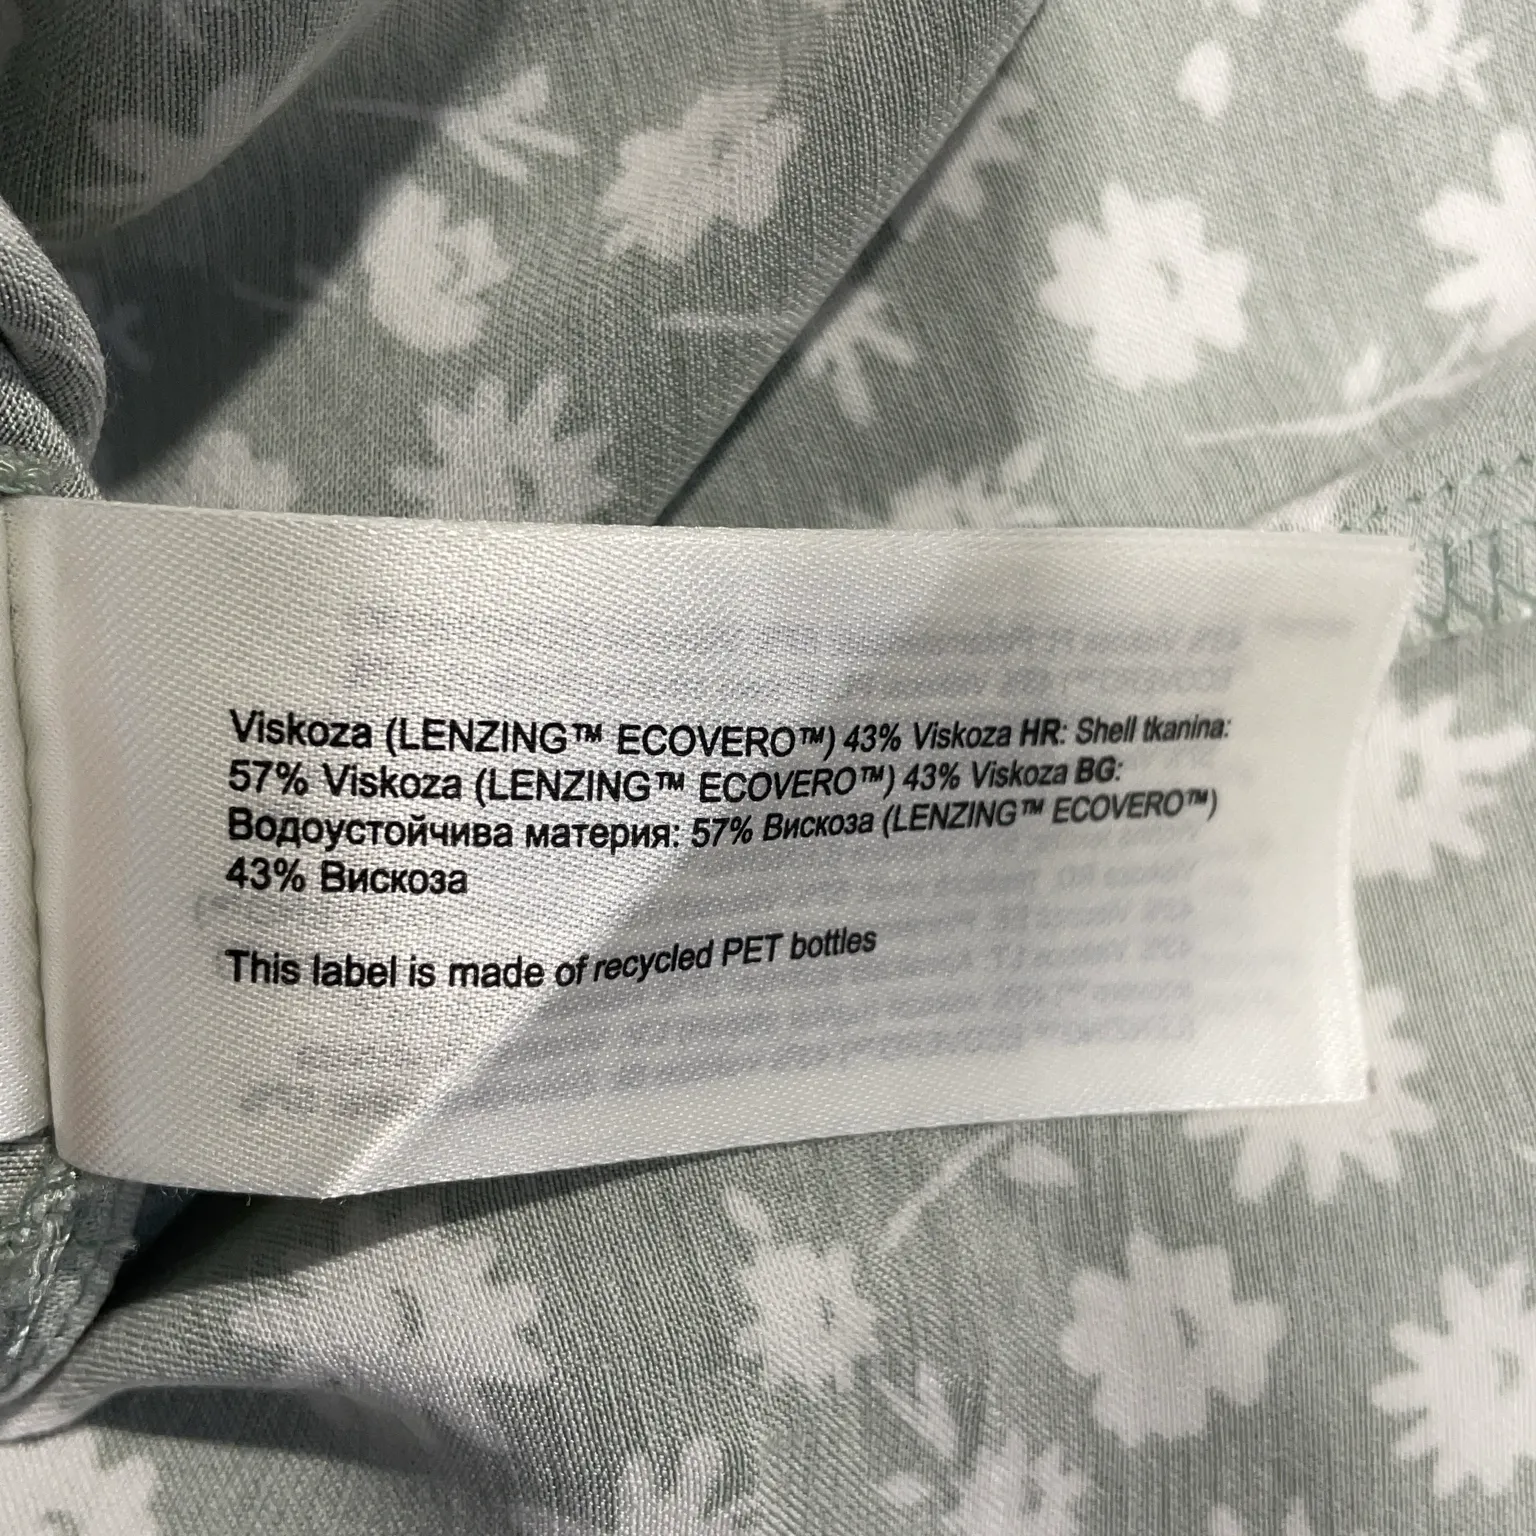 Viskoza (LENZING™ ECOVERO™) 43% Viskoza HR: Shell tkanina:
57% Viskoza (LENZING™ ECOVERO™) 43% Viskoza BG:
Водоустойчива материя: 57% Вискоза (LENZING™ ECOVERO™)
43% Вискоза
This label is made of recycled PET bottles